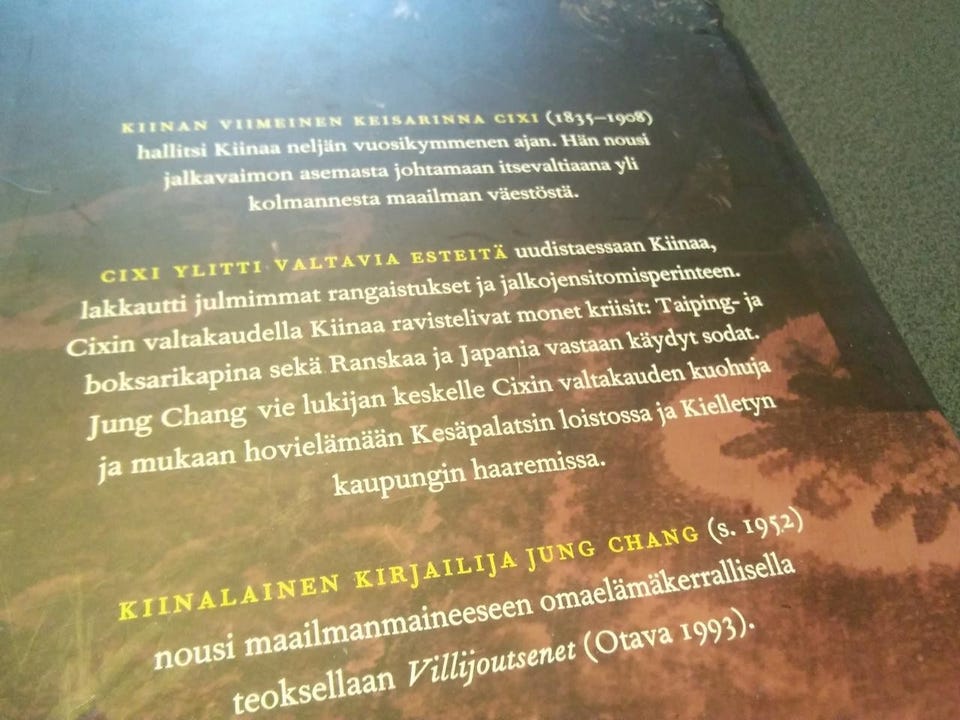 KIINAN VIIMEINEN KEISARINNA CIXI (1835–1908)
hallitsi Kiinaa neljän vuosikymmenen ajan. Hän nousi
jalkavaimon asemasta johtamaan itsevaltiaana yli
kolmannesta maailman väestöstä.
CIXI YLITTI VALTAVIA ESTEITÄ uudistaessaan Kiinaa,
lakkautti julmimmat rangaistukset ja jalkojensitomisperinteen.
Cixin valtakaudella Kiinaa ravistelivat monet kriisit: Taiping- ja
boksarikapina sekä Ranskaa ja Japania vastaan käydyt sodat.
Jung Chang vie lukijan keskelle Cixin valtakauden kuohuja
ja mukaan hovielämään Kesäpalatsin loistossa ja Kielletyn
kaupungin haaremissa.
KIINALAINEN KIRJAILIJA JUNG CHANG (s. 1952)
nousi maailmanmaineeseen omaelämäkerrallisella
teoksellaan Villijoutsenet (Otava 1993).